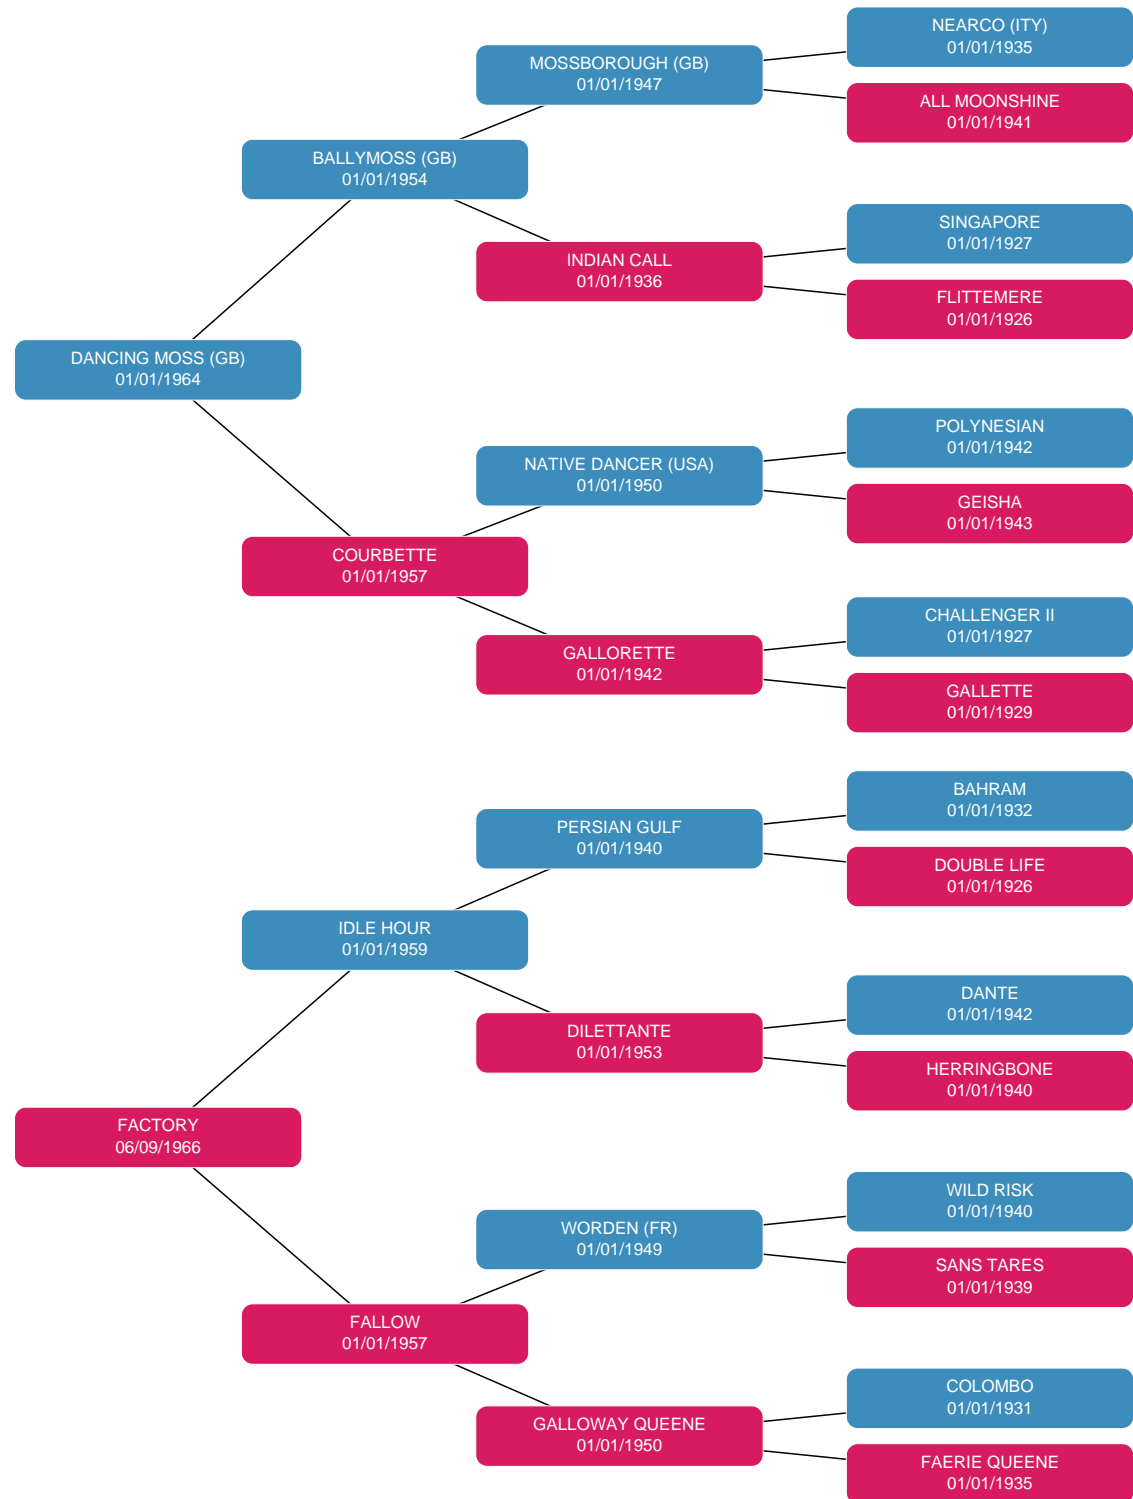 NEARCO (ITY)
01/01/1935
MOSSBOROUGH (GB)
01/01/1947
ALL MOONSHINE
01/01/1941
BALLYMOSS (GB)
01/01/1954
SINGAPORE
01/01/1927
INDIAN CALL
01/01/1936
FLITTEMERE
01/01/1926
DANCING MOSS (GB)
01/01/1964
POLYNESIAN
01/01/1942
NATIVE DANCER (USA)
01/01/1950
GEISHA
01/01/1943
COURBETTE
01/01/1957
CHALLENGER II
01/01/1927
GALLORETTE
01/01/1942
GALLETTE
01/01/1929
BAHRAM
01/01/1932
PERSIAN GULF
01/01/1940
DOUBLE LIFE
01/01/1926
IDLE HOUR
01/01/1959
DANTE
01/01/1942
DILETTANTE
01/01/1953
HERRINGBONE
01/01/1940
FACTORY
06/09/1966
WILD RISK
01/01/1940
WORDEN (FR)
01/01/1949
SANS TARES
01/01/1939
FALLOW
01/01/1957
COLOMBO
01/01/1931
GALLOWAY QUEENE
01/01/1950
FAERIE QUEENE
01/01/1935